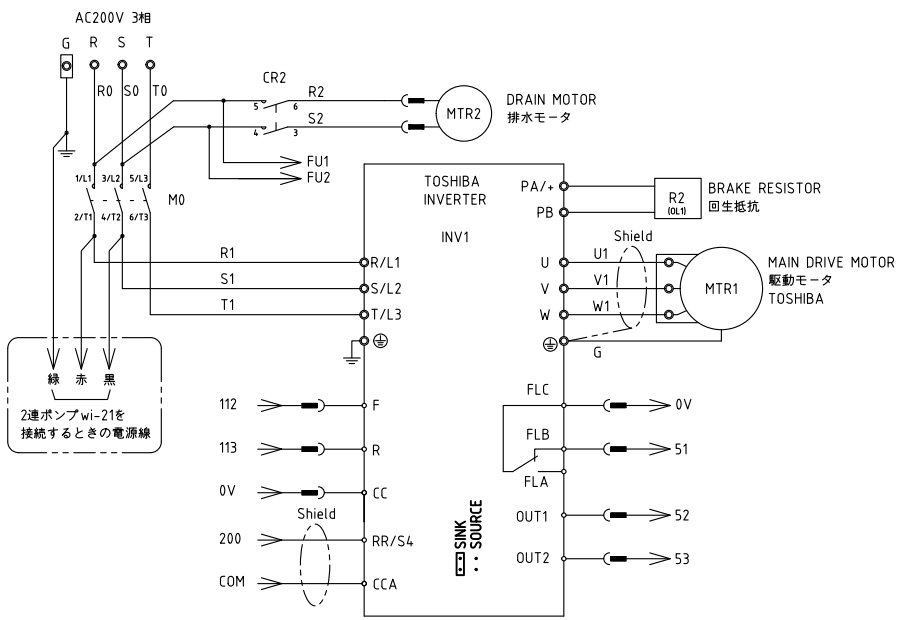 AC200V 3相
G
R
S
T
R0
S0
T0
CR2
R2
5
6
S2
4
3
MTR2
DRAIN MOTOR
排水モータ
FU1
FU2
1/L1
3/L2
5/L3
M0
2/T1
4/T2
6/T3
TOSHIBA
INVERTER
INV1
PA/+
PB
R2
(OL1)
BRAKE RESISTOR
回生抵抗
Shield
R1
R/L1
S1
S/L2
T1
T/L3
U
U1
V
V1
W
W1
G
MTR1
MAIN DRIVE MOTOR
駆動モータ
TOSHIBA
緑
赤
黒
2連ポンプwi-21を
接続するときの電源線
112
F
113
R
0V
CC
Shield
200
RR/S4
COM
CCA
SINK
SOURCE
FLC
0V
FLB
51
FLA
OUT1
52
OUT2
53